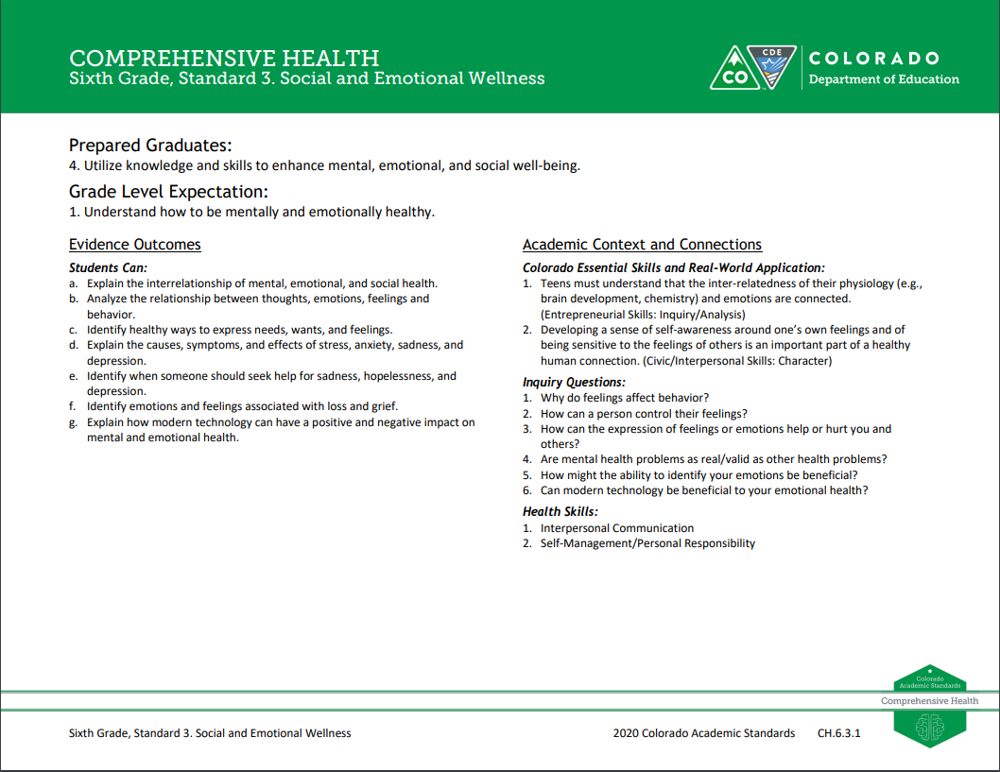 COMPREHENSIVE HEALTH
Sixth Grade, Standard 3. Social and Emotional Wellness
CO
CDE
COLORADO
Department of Education
Prepared Graduates:
4. Utilize knowledge and skills to enhance mental, emotional, and social well-being.
Grade Level Expectation:
1. Understand how to be mentally and emotionally healthy.
Evidence Outcomes
Students Can:
a. Explain the interrelationship of mental, emotional, and social health.
b. Analyze the relationship between thoughts, emotions, feelings and
behavior.
c. Identify healthy ways to express needs, wants, and feelings.
d. Explain the causes, symptoms, and effects of stress, anxiety, sadness, and
depression.
e. Identify when someone should seek help for sadness, hopelessness, and
depression.
f. Identify emotions and feelings associated with loss and grief.
g. Explain how modern technology can have a positive and negative impact on
mental and emotional health.
Academic Context and Connections
Colorado Essential Skills and Real-World Application:
1. Teens must understand that the inter-relatedness of their physiology (e.g.,
brain development, chemistry) and emotions are connected.
(Entrepreneurial Skills: Inquiry/Analysis)
2. Developing a sense of self-awareness around one's own feelings and of
being sensitive to the feelings of others is an important part of a healthy
human connection. (Civic/Interpersonal Skills: Character)
Inquiry Questions:
1. Why do feelings affect behavior?
2. How can a person control their feelings?
3. How can the expression of feelings or emotions help or hurt you and
others?
4. Are mental health problems as real/valid as other health problems?
5. How might the ability to identify your emotions be beneficial?
6. Can modern technology be beneficial to your emotional health?
Health Skills:
1. Interpersonal Communication
2. Self-Management/Personal Responsibility
Colorado
Academic Standards
Comprehensive Health
Sixth Grade, Standard 3. Social and Emotional Wellness
2020 Colorado Academic Standards
CH.6.3.1